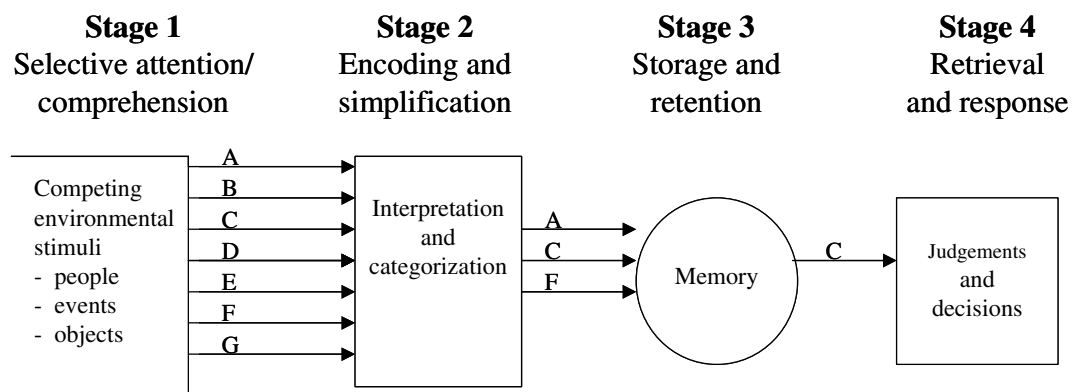 Stage 1
Selective attention/
comprehension
Stage 2
Encoding and
simplification
Stage 3
Storage and
retention
Stage 4
Retrieval
and response
Competing
environmental
stimuli
- people
- events
- objects
A
B
C
D
E
F
G
Interpretation
and
categorization
A
C
F
Memory
C
Judgements
and
decisions